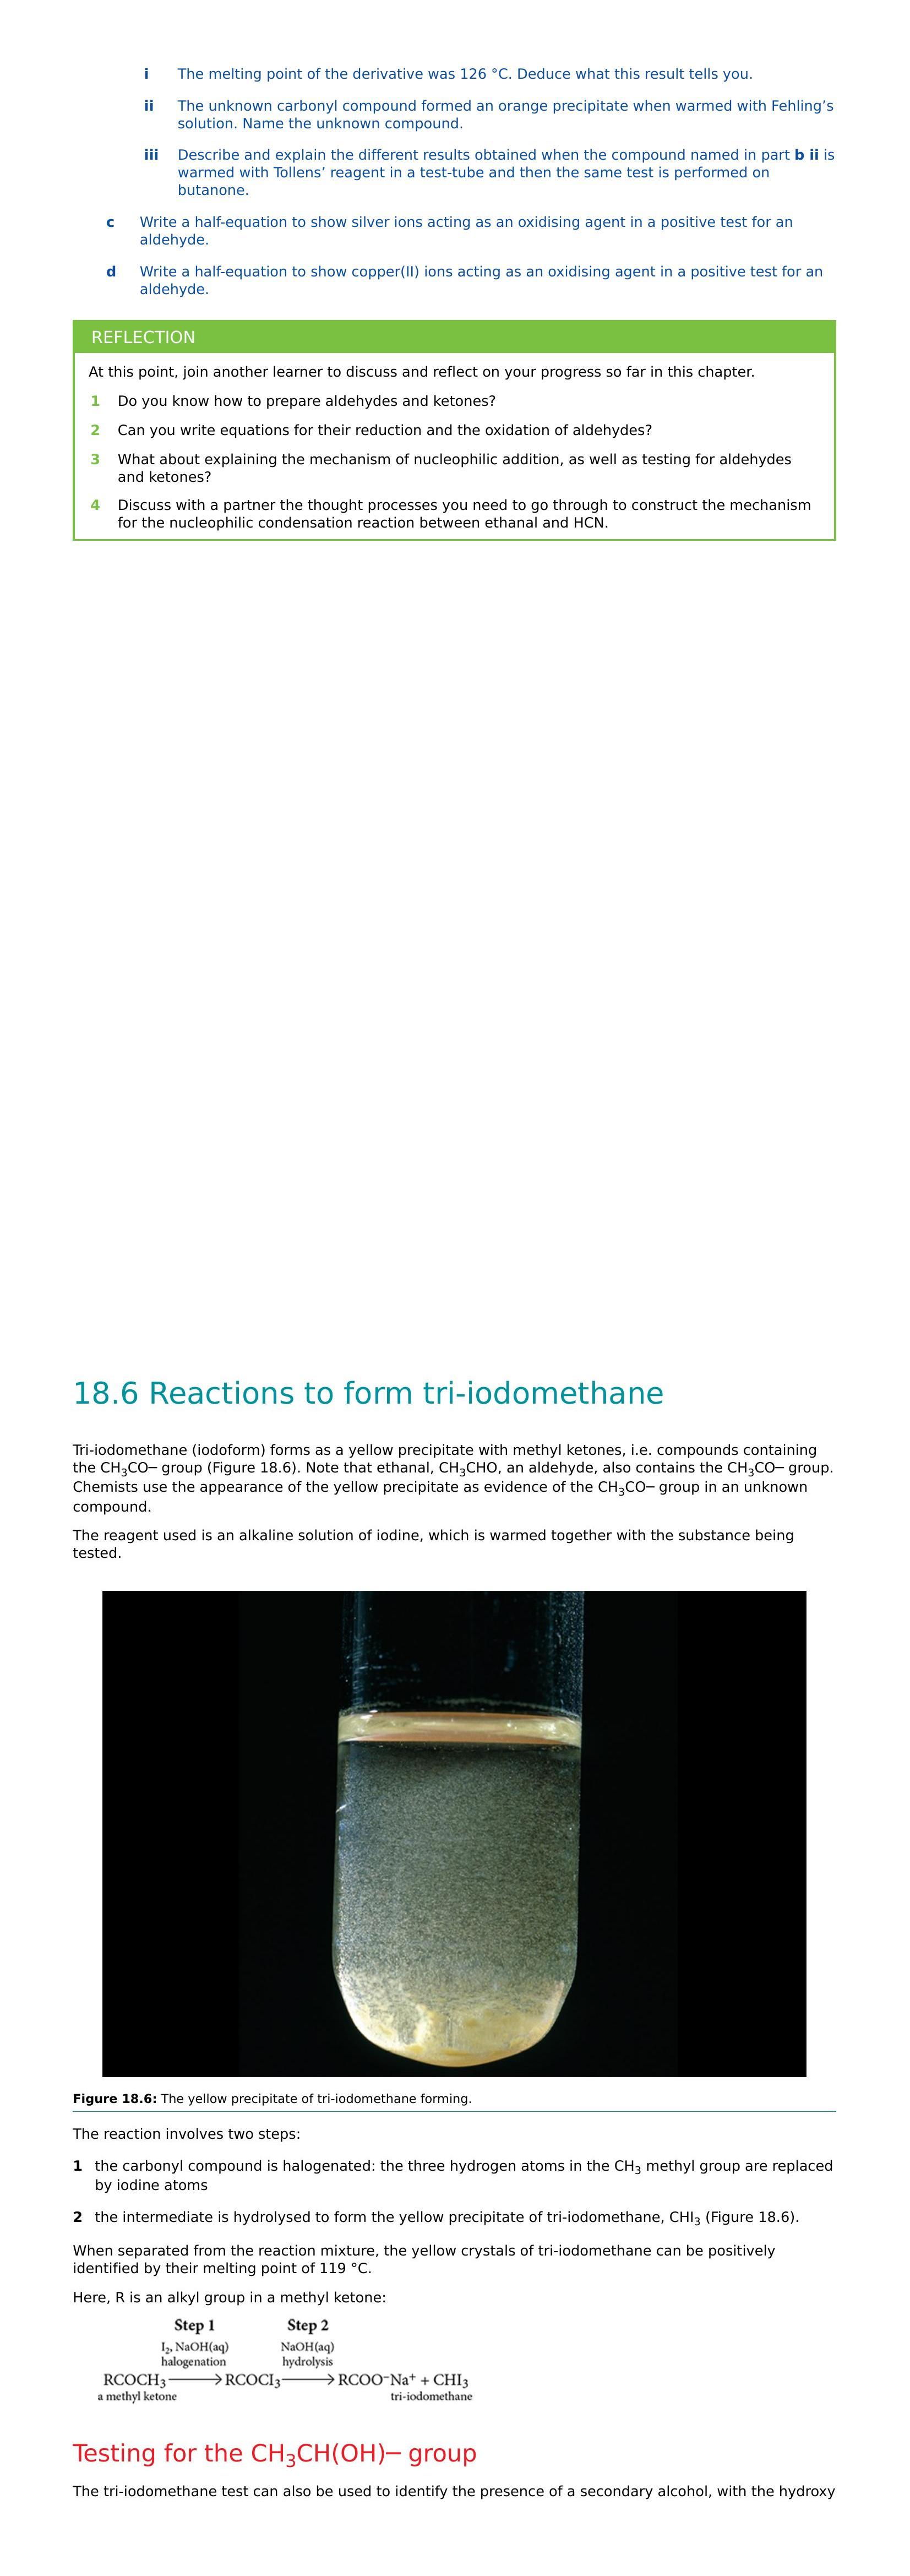 i The melting point of the derivative was 126 °C. Deduce what this result tells you.
ii The unknown carbonyl compound formed an orange precipitate when warmed with Fehling’s
solution. Name the unknown compound.
iii Describe and explain the different results obtained when the compound named in part b ii is
warmed with Tollens’ reagent in a test-tube and then the same test is performed on
butanone.
c Write a half-equation to show silver ions acting as an oxidising agent in a positive test for an
aldehyde.
d Write a half-equation to show copper(II) ions acting as an oxidising agent in a positive test for an
aldehyde.
REFLECTION
At this point, join another learner to discuss and reflect on your progress so far in this chapter.
1 Do you know how to prepare aldehydes and ketones?
2 Can you write equations for their reduction and the oxidation of aldehydes?
3 What about explaining the mechanism of nucleophilic addition, as well as testing for aldehydes
and ketones?
4 Discuss with a partner the thought processes you need to go through to construct the mechanism
for the nucleophilic condensation reaction between ethanal and HCN.
18.6 Reactions to form tri-iodomethane
Tri-iodomethane (iodoform) forms as a yellow precipitate with methyl ketones, i.e. compounds containing
the CH₃CO─ group (Figure 18.6). Note that ethanal, CH₃CHO, an aldehyde, also contains the CH₃CO─ group.
Chemists use the appearance of the yellow precipitate as evidence of the CH₃CO─ group in an unknown
compound.
The reagent used is an alkaline solution of iodine, which is warmed together with the substance being
tested.
Figure 18.6: The yellow precipitate of tri-iodomethane forming.
The reaction involves two steps:
1 the carbonyl compound is halogenated: the three hydrogen atoms in the CH₃ methyl group are replaced
by iodine atoms
2 the intermediate is hydrolysed to form the yellow precipitate of tri-iodomethane, CHI₃ (Figure 18.6).
When separated from the reaction mixture, the yellow crystals of tri-iodomethane can be positively
identified by their melting point of 119 °C.
Here, R is an alkyl group in a methyl ketone:
Step 1 Step 2
I₂, NaOH(aq) NaOH(aq)
halogenation hydrolysis
RCOCH₃ ⟶ RCOCI₃ ⟶ RCOO⁻Na⁺ + CHI₃
a methyl ketone tri-iodomethane
Testing for the CH₃CH(OH)─ group
The tri-iodomethane test can also be used to identify the presence of a secondary alcohol, with the hydroxy